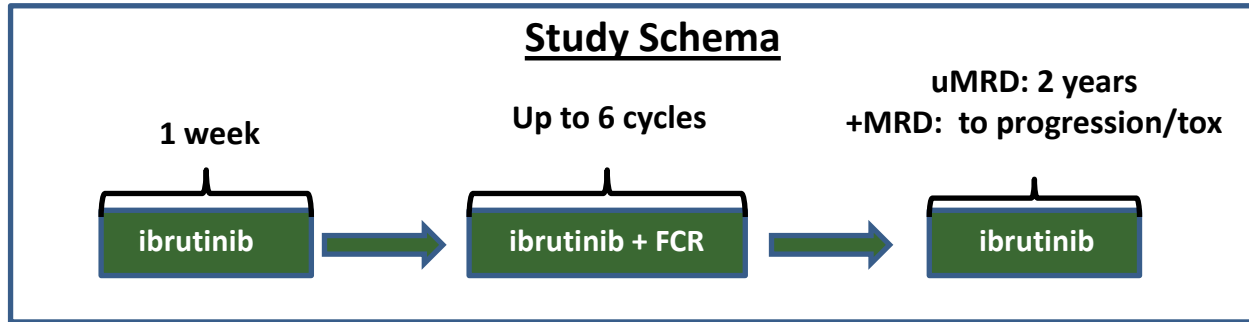 Study Schema
1 week
Up to 6 cycles
uMRD: 2 years
+MRD: to progression/tox
ibrutinib
ibrutinib + FCR
ibrutinib